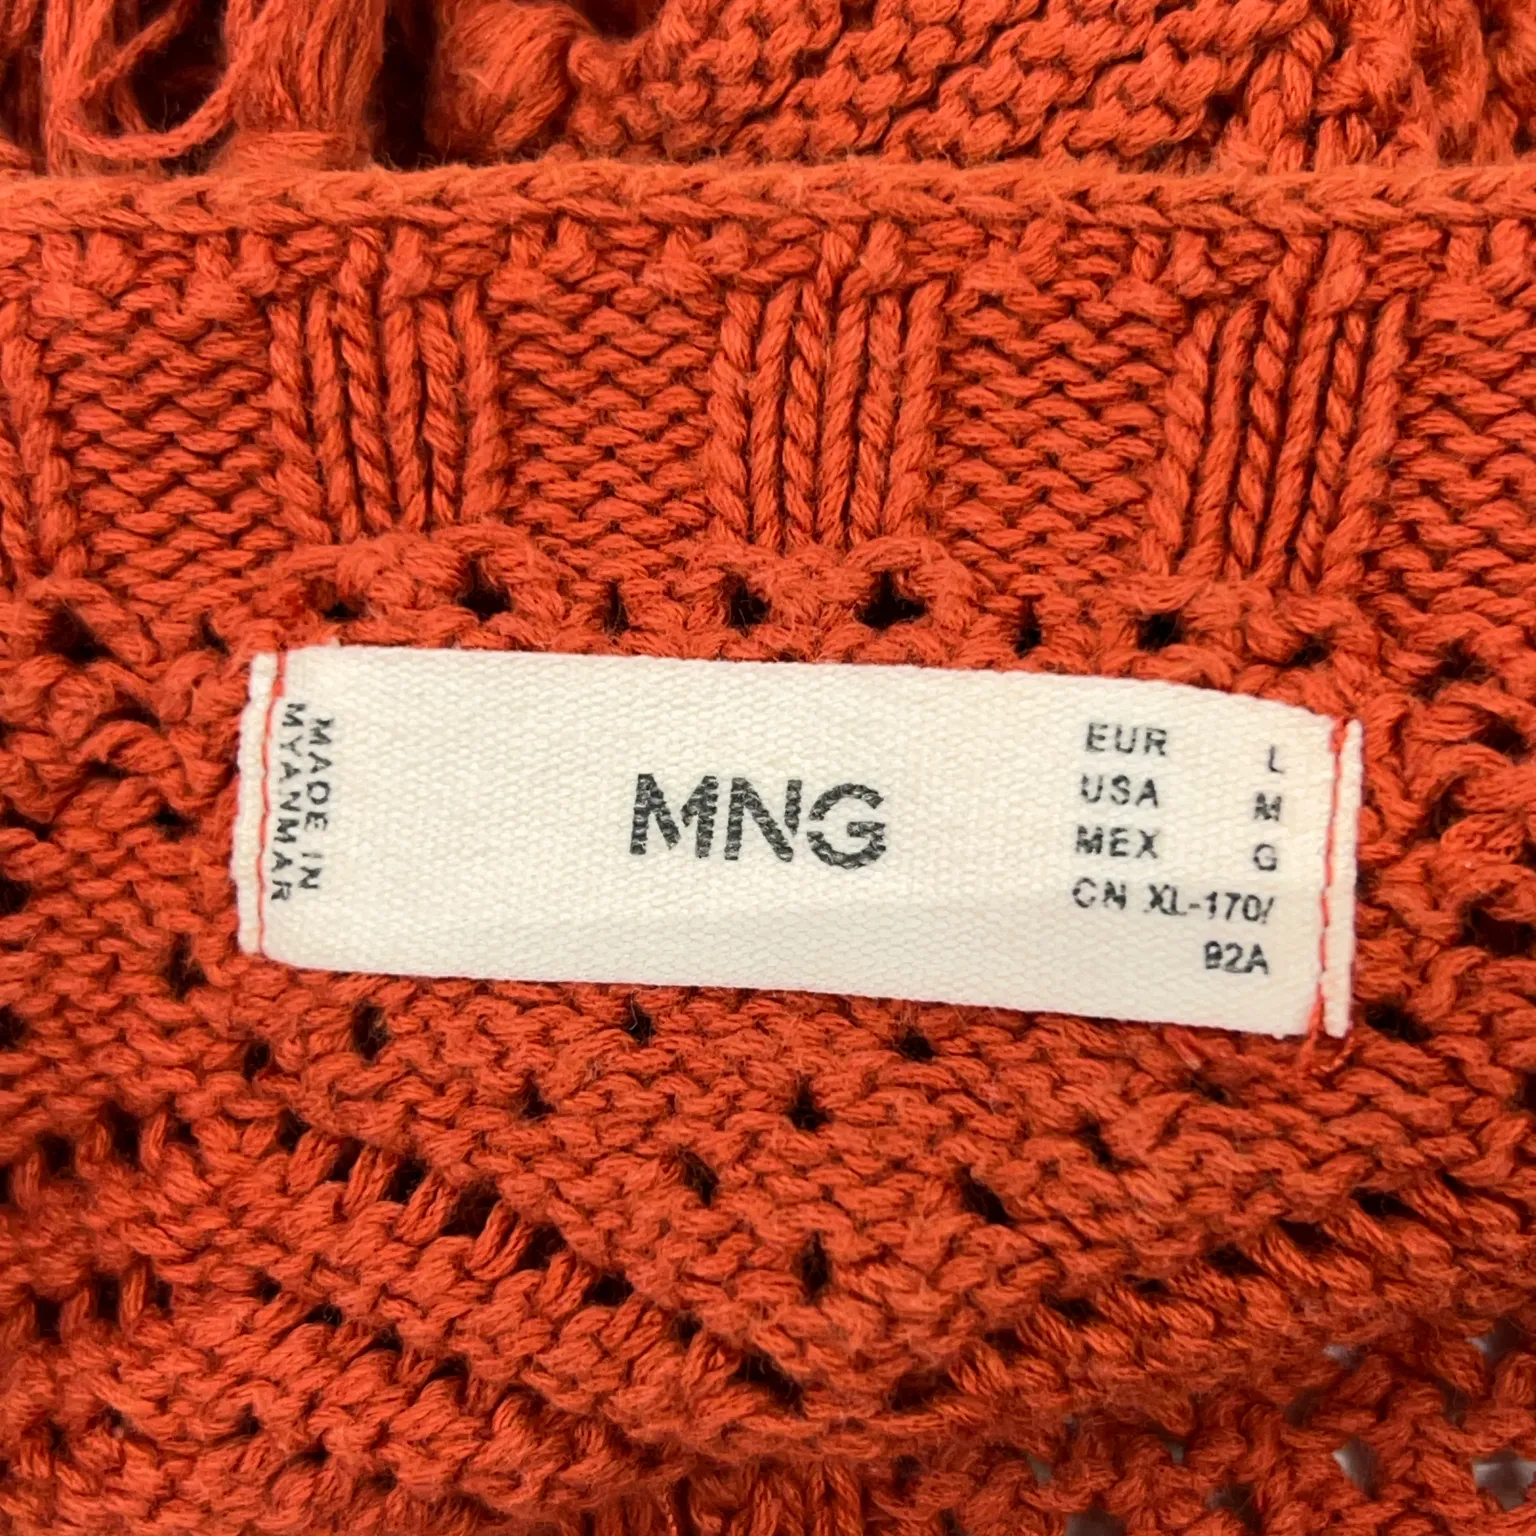 MADE IN
MYANMAR
MNG
EUR L
USA M
MEX G
CN XL-170/
92A